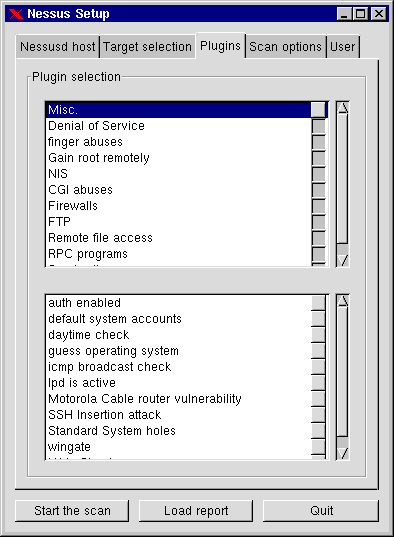 Nessus Setup
Nessusd host Target selection Plugins Scan options User
Plugin selection
Misc.
Denial of Service
finger abuses
Gain root remotely
NIS
CGI abuses
Firewalls
FTP
Remote file access
RPC programs
auth enabled
default system accounts
daytime check
guess operating system
icmp broadcast check
lpd is active
Motorola Cable router vulnerability
SSH Insertion attack
Standard System holes
wingate
Start the scan Load report Quit